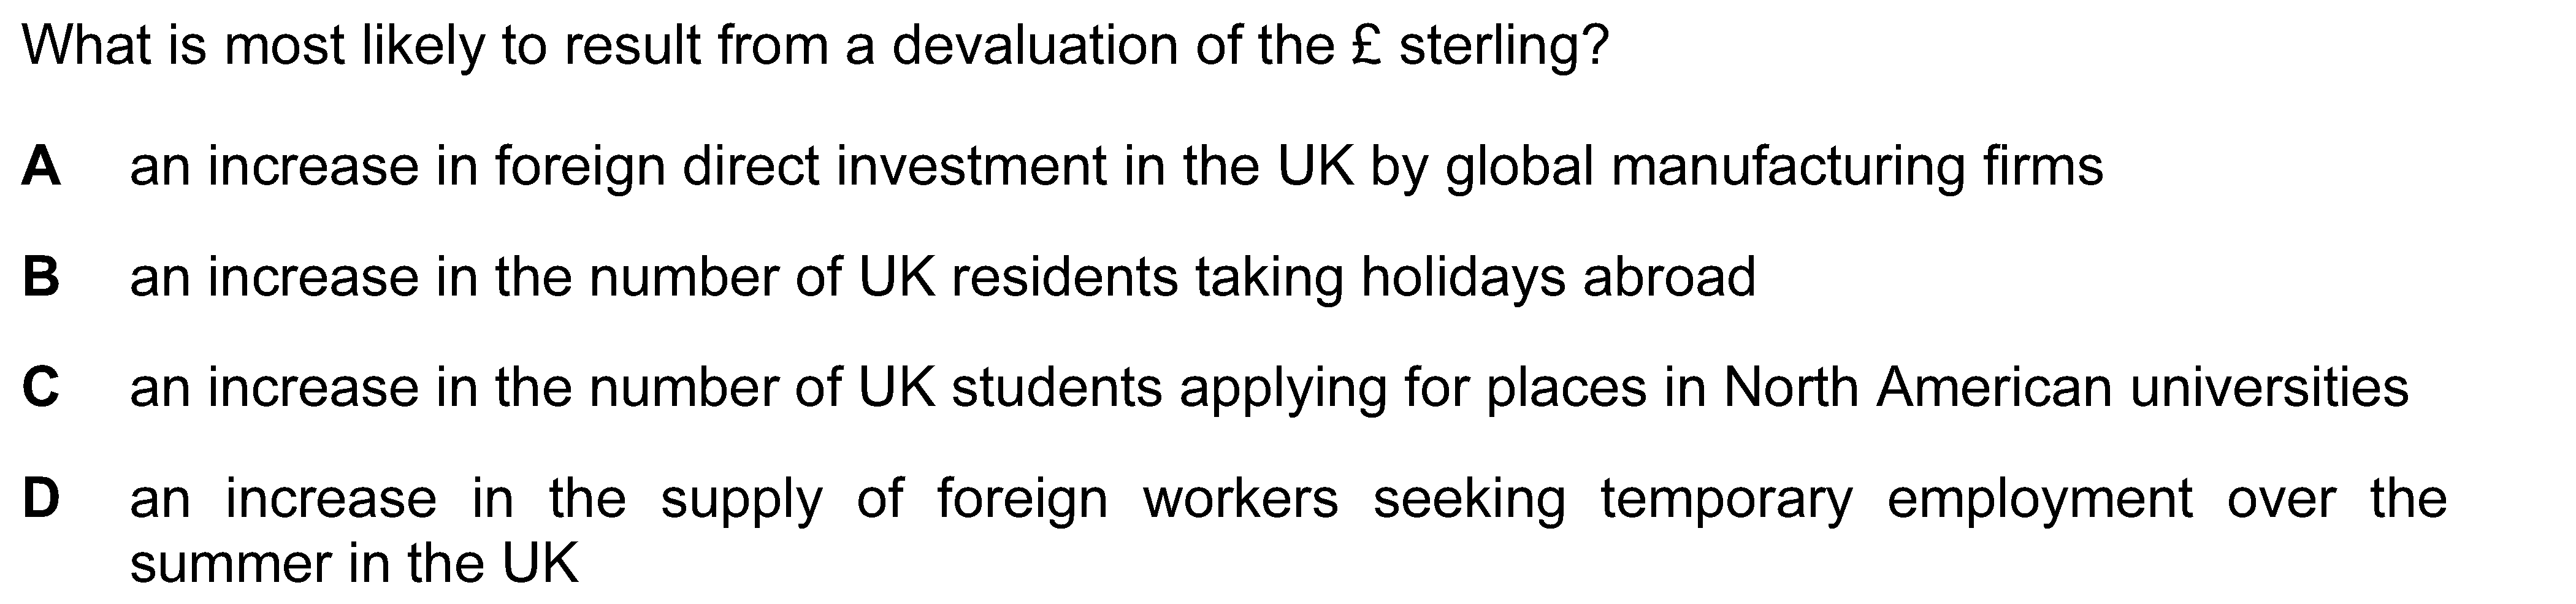 What is most likely to result from a devaluation of the £ sterling?
A an increase in foreign direct investment in the UK by global manufacturing firms
B an increase in the number of UK residents taking holidays abroad
C an increase in the number of UK students applying for places in North American universities
D an increase in the supply of foreign workers seeking temporary employment over the
summer in the UK